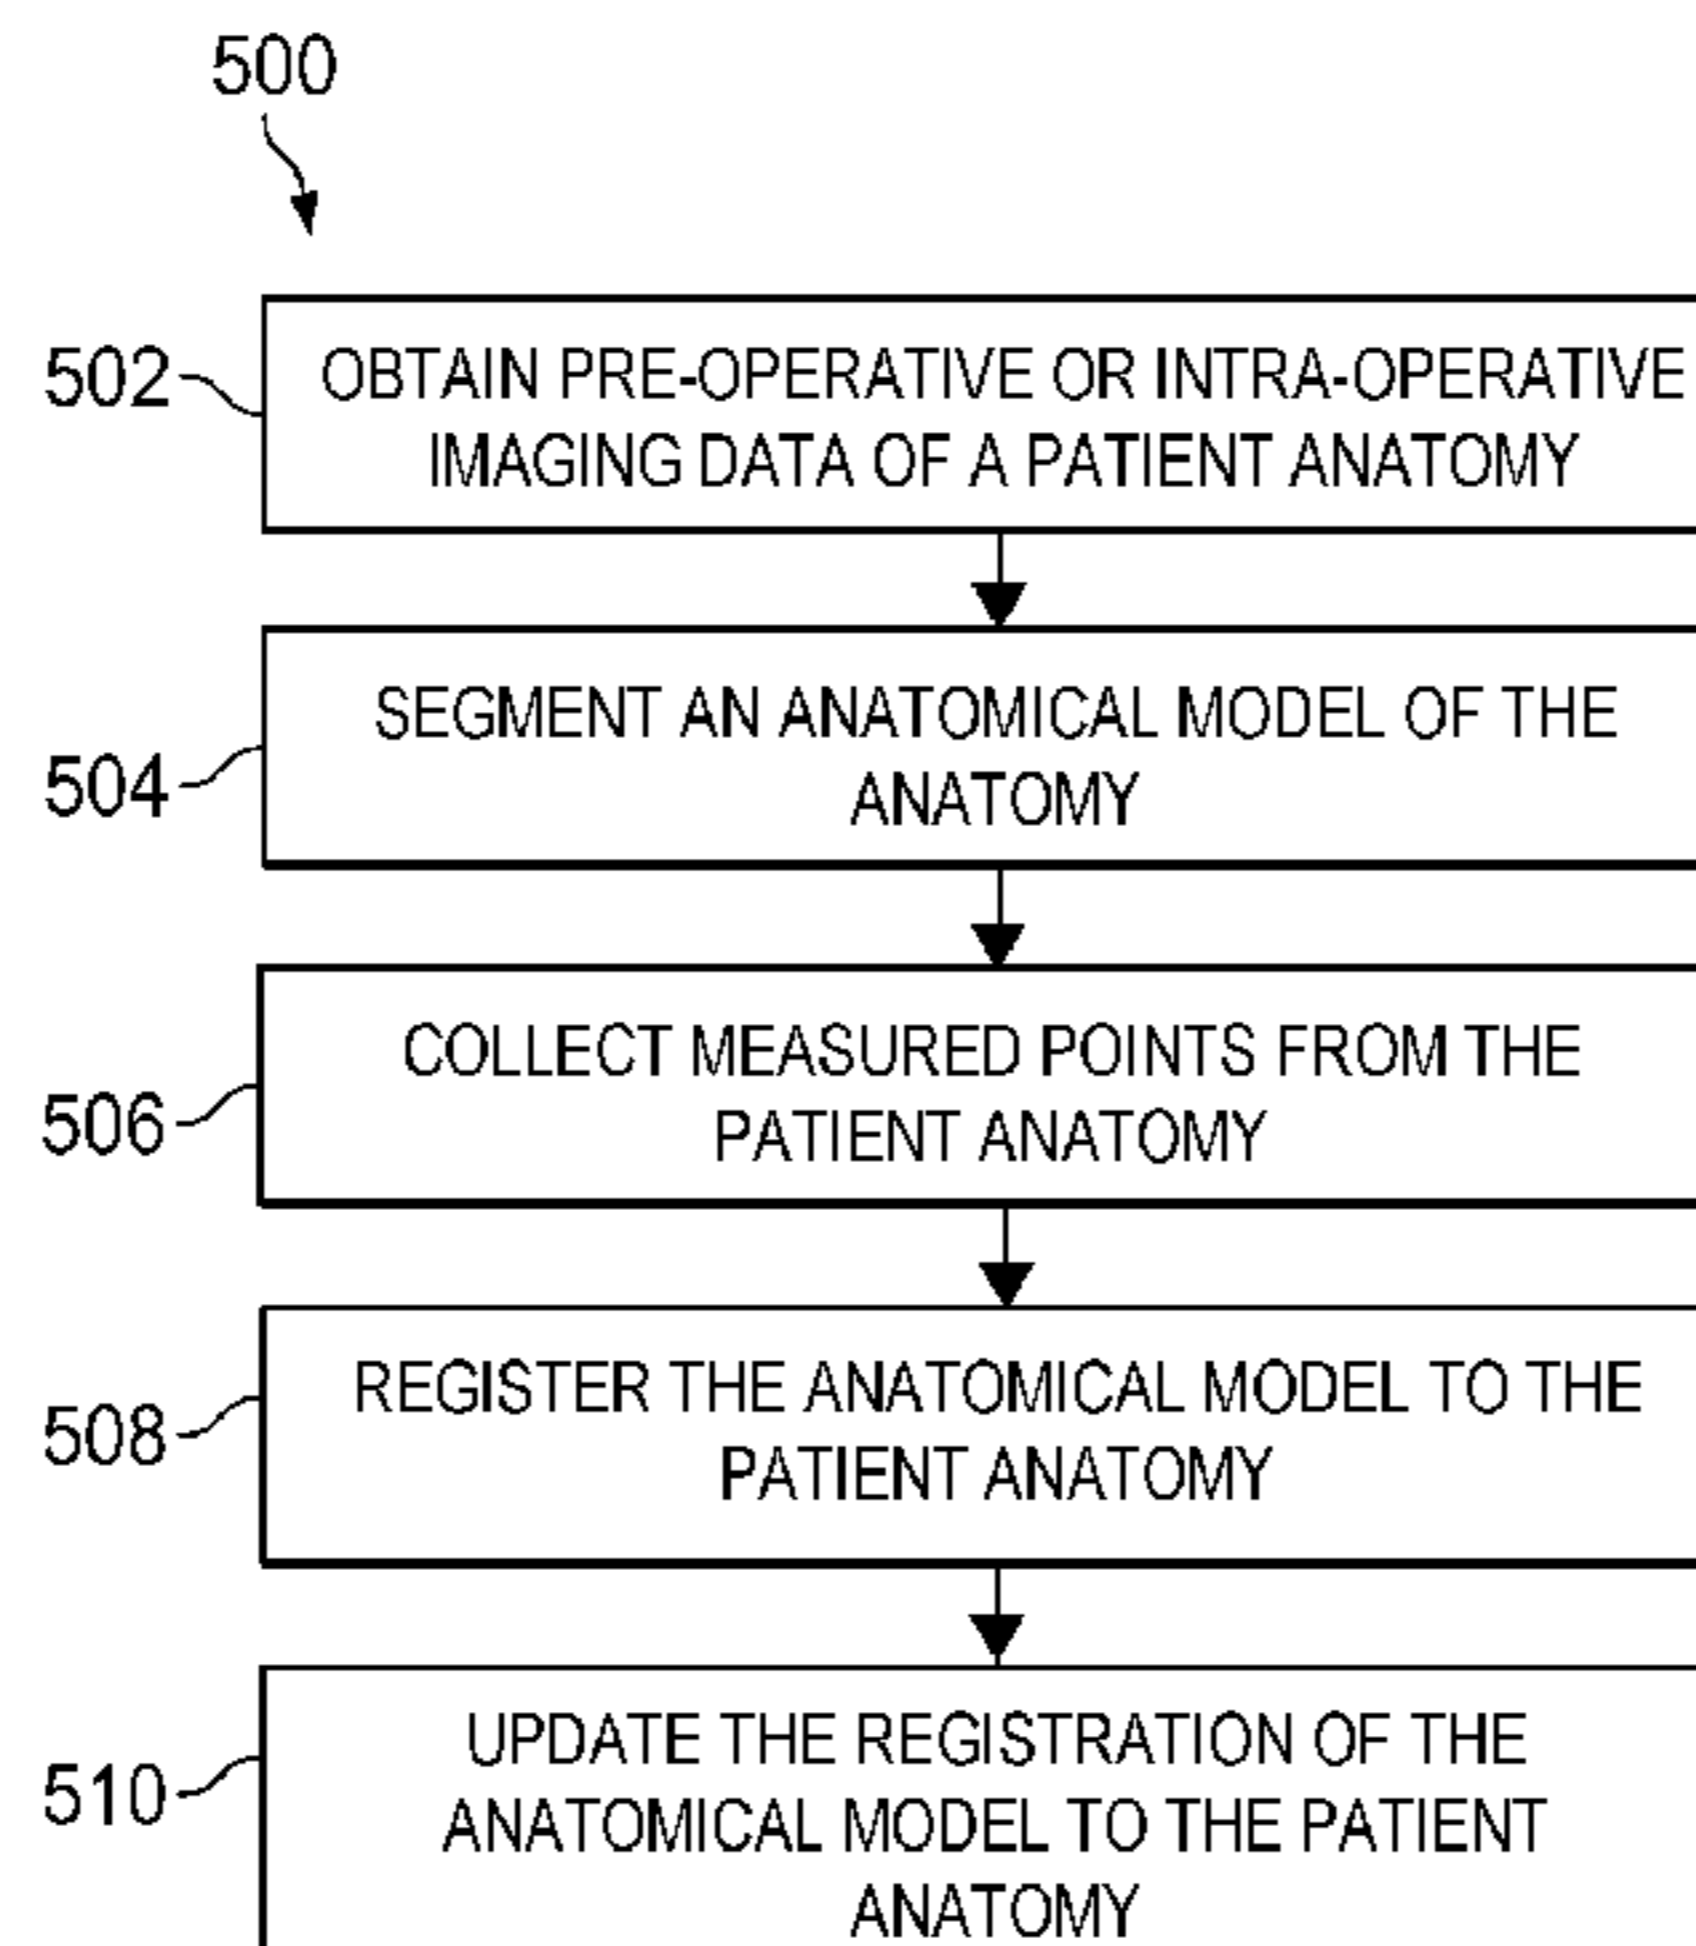 500
502
OBTAIN PRE-OPERATIVE OR INTRA-OPERATIVE
IMAGING DATA OF A PATIENT ANATOMY
504
SEGMENT AN ANATOMICAL MODEL OF THE
ANATOMY
506
COLLECT MEASURED POINTS FROM THE
PATIENT ANATOMY
508
REGISTER THE ANATOMICAL MODEL TO THE
PATIENT ANATOMY
510
UPDATE THE REGISTRATION OF THE
ANATOMICAL MODEL TO THE PATIENT
ANATOMY